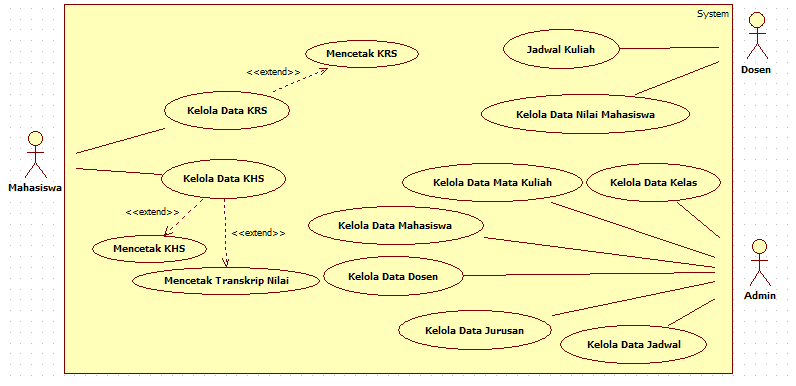 System
Mencetak KRS
Jadwal Kuliah
Dosen
<<extend>>
Kelola Data KRS
Kelola Data Nilai Mahasiswa
Mahasiswa
Kelola Data KHS
Kelola Data Mata Kuliah
Kelola Data Kelas
<<extend>>
Kelola Data Mahasiswa
<<extend>>
Mencetak KHS
Mencetak Transkrip Nilai
Kelola Data Dosen
Admin
Kelola Data Jurusan
Kelola Data Jadwal